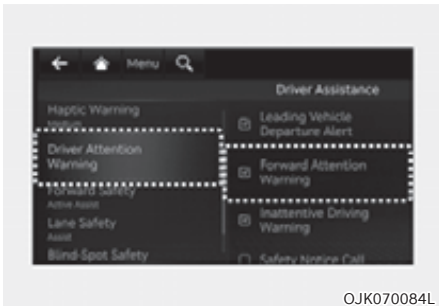 Menu
Driver Assistance
Haptic Warning
Medium
Driver Attention
Warning
Forward Safety
Active Assist
Lane Safety
Assist
Blind-Spot Safety
Leading Vehicle
Departure Alert
Forward Attention
Warning
Inattentive Driving
Warning
Safety Notice Call
OJK070084L